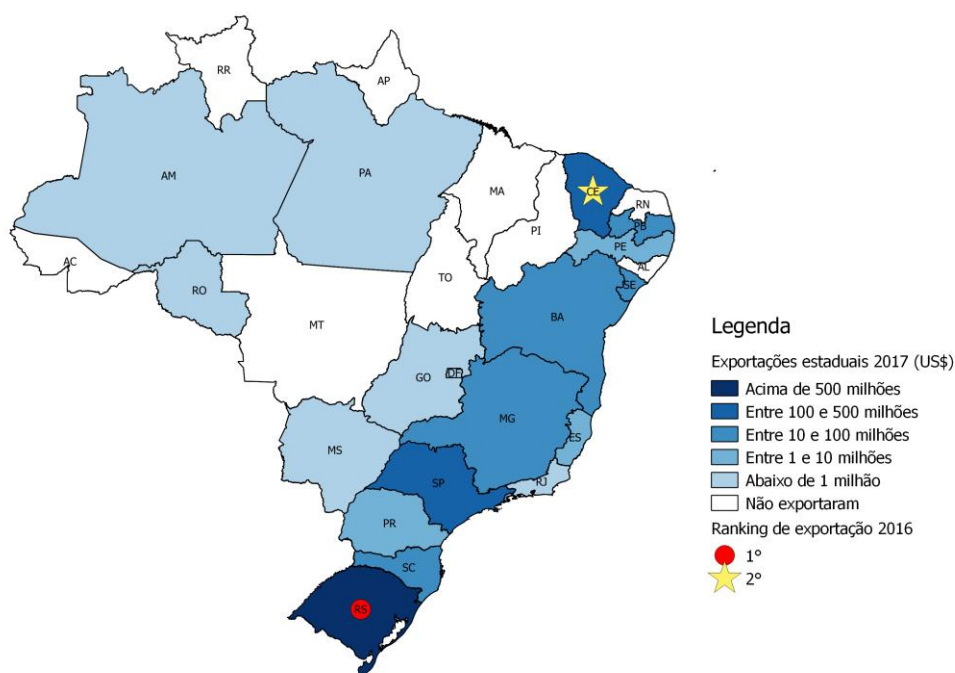 RR
AP
AM
PA
MA
CE
RN
PI
PB
PE
AC
TO
AL
RO
SE
MT
BA
GO
DF
MG
ES
MS
SP
RJ
PR
SC
RS
Legenda
Exportações estaduais 2017 (US$)
Acima de 500 milhões
Entre 100 e 500 milhões
Entre 10 e 100 milhões
Entre 1 e 10 milhões
Abaixo de 1 milhão
Não exportaram
Ranking de exportação 2016
1°
2°